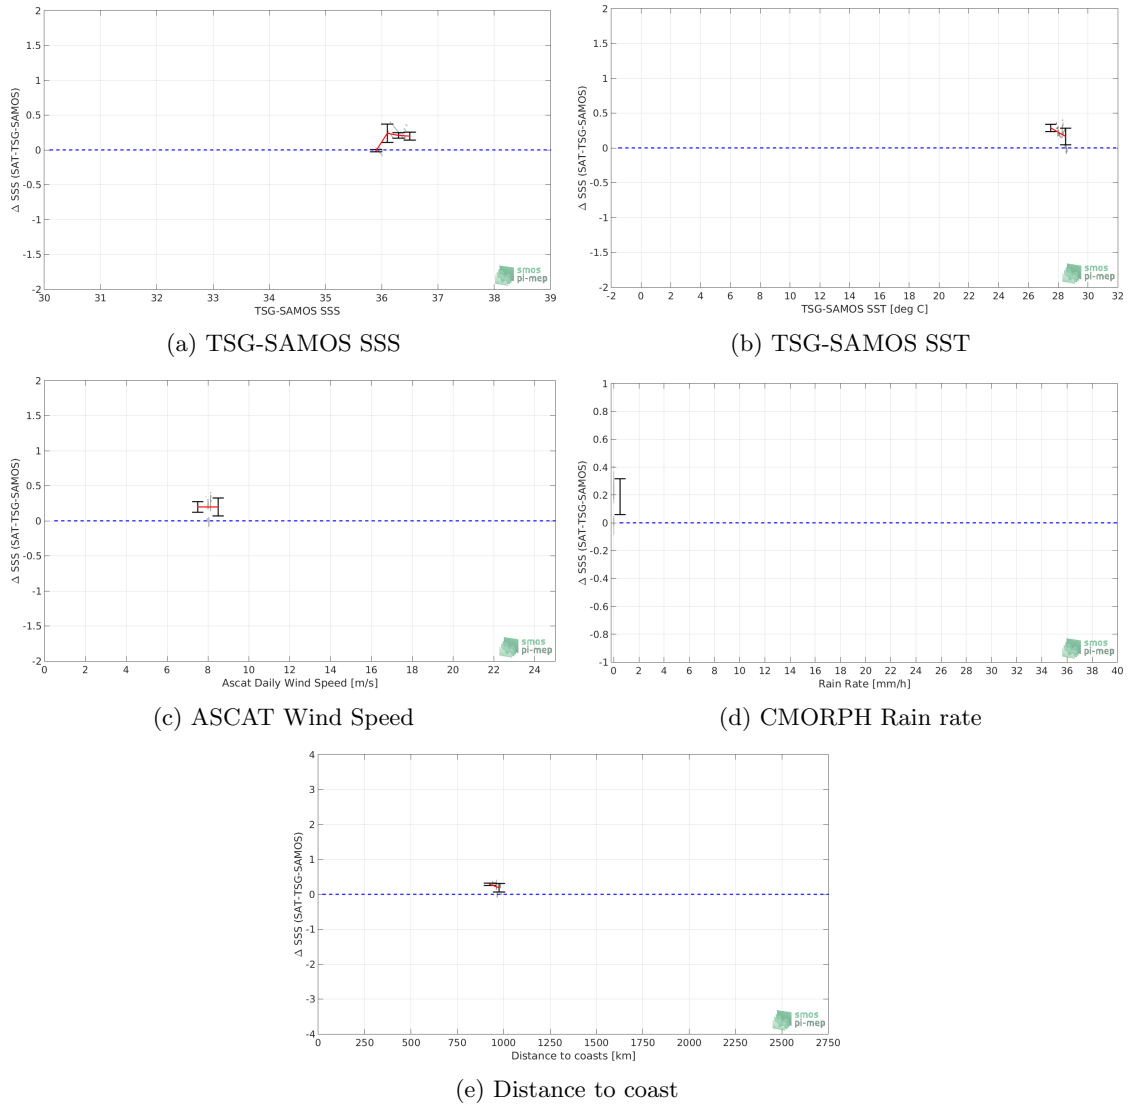 2
1.5
1
0.5
0
-0.5
-1
-1.5
-2
Δ SSS (SAT-TSG-SAMOS)
30 31 32 33 34 35 36 37 38 39
TSG-SAMOS SSS
smos
pi-mep
(a) TSG-SAMOS SSS
2
1.5
1
0.5
0
-0.5
-1
-1.5
-2
Δ SSS (SAT-TSG-SAMOS)
-2 0 2 4 6 8 10 12 14 16 18 20 22 24 26 28 30 32
TSG-SAMOS SST [deg C]
smos
pi-mep
(b) TSG-SAMOS SST
2
1.5
1
0.5
0
-0.5
-1
-1.5
-2
Δ SSS (SAT-TSG-SAMOS)
0 2 4 6 8 10 12 14 16 18 20 22 24
Ascat Daily Wind Speed [m/s]
smos
pi-mep
(c) ASCAT Wind Speed
1
0.8
0.6
0.4
0.2
0
-0.2
-0.4
-0.6
-0.8
-1
Δ SSS (SAT-TSG-SAMOS)
0 2 4 6 8 10 12 14 16 18 20 22 24 26 28 30 32 34 36 38 40
Rain Rate [mm/h]
smos
pi-mep
(d) CMORPH Rain rate
4
3
2
1
0
-1
-2
-3
-4
Δ SSS (SAT-TSG-SAMOS)
0 250 500 750 1000 1250 1500 1750 2000 2250 2500 2750
Distance to coasts [km]
smos
pi-mep
(e) Distance to coast